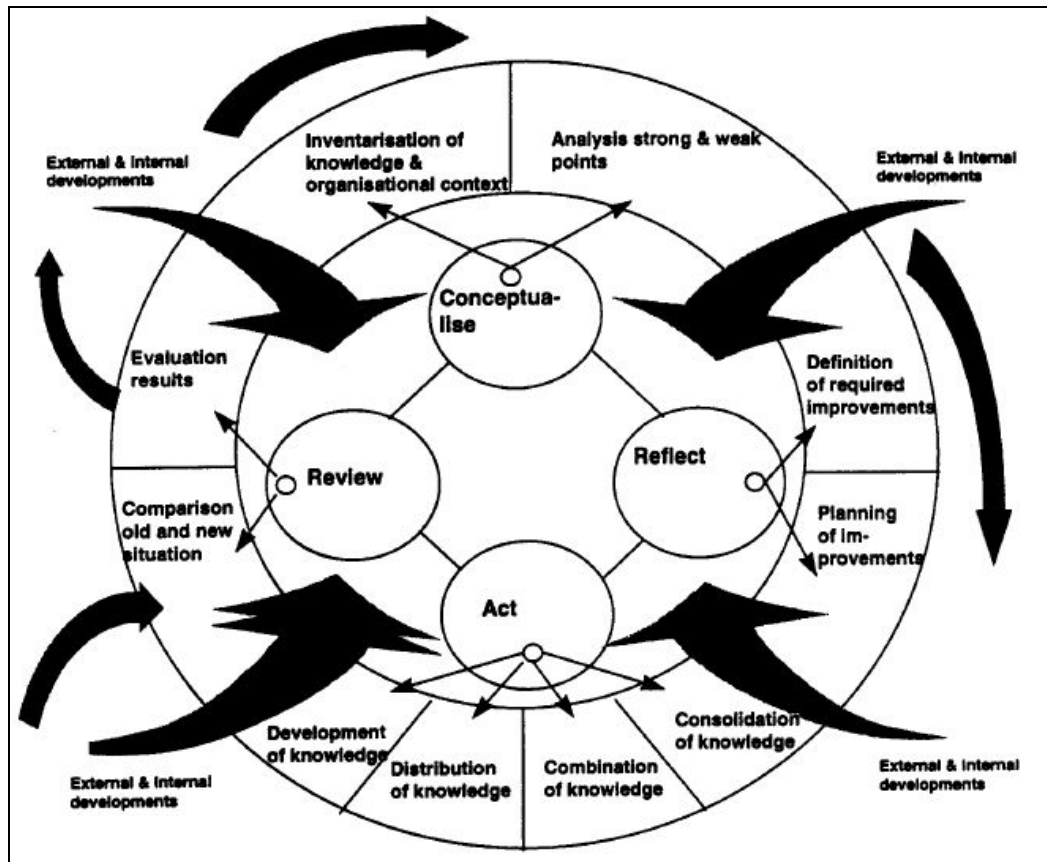 Inventarisation of
knowledge &
organisational context
Analysis strong & weak
points
External & Internal
developments
External & Internal
developments
Conceptua-
lise
Evaluation
results
Definition
of required
improvements
Review
Reflect
Comparison
old and new
situation
Planning
of im-
provements
Act
Development
of knowledge
Distribution
of knowledge
Combination
of knowledge
Consolidation
of knowledge
External & Internal
developments
External & Internal
developments